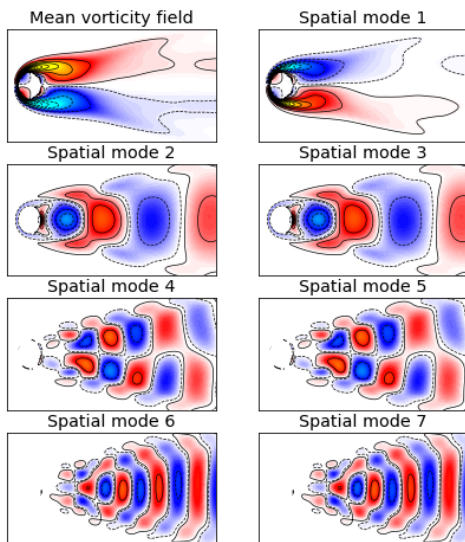 Mean vorticity field
Spatial mode 1
Spatial mode 2
Spatial mode 3
Spatial mode 4
Spatial mode 5
Spatial mode 6
Spatial mode 7